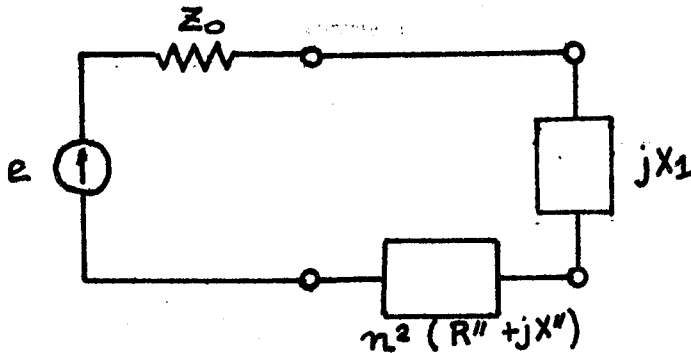 Z₀
e
jX₁
n² (R" + jX")